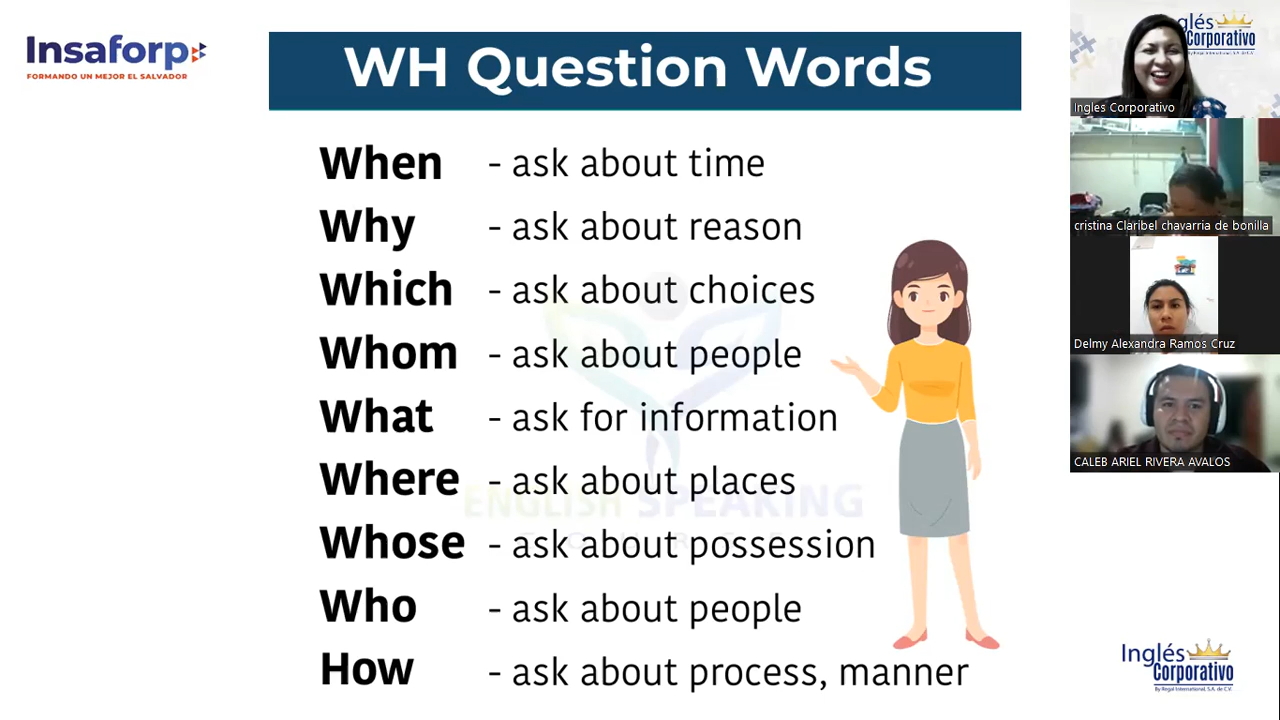 Insaforp
FORMANDO UN MEJOR EL SALVADOR
WH Question Words
When - ask about time
Why - ask about reason
Which - ask about choices
Whom - ask about people
What - ask for information
Where - ask about places
Whose - ask about possession
Who - ask about people
How - ask about process, manner
ENGLISH SPEAKING
Inglés Corporativo
cristina Claribel chavarria de bonilla
Delmy Alexandra Ramos Cruz
CALEB ARIEL RIVERA AVALOS
Inglés
Corporativo
By Regal International, S.A. de C.V.